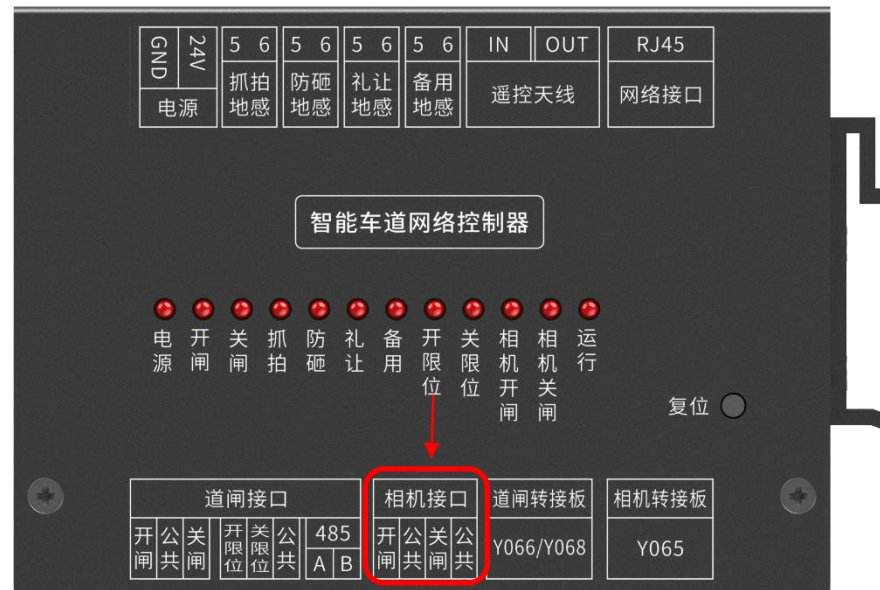 GND 24V 5 6 5 6 5 6 5 6 IN OUT RJ45
电源 抓拍地感 防砸地感 礼让地感 备用地感 遥控天线 网络接口
智能车道网络控制器
电源 开闸 关闸 抓拍 防砸 礼让 备用 开限位 关限位 相机开闸 相机关闸 运行
复位
道闸接口 相机接口 道闸转接板 相机转接板
开闸 公共 关闸 开限位 关限位 公共 485 A B 开闸 公共 关闸 公共 Y066/Y068 Y065